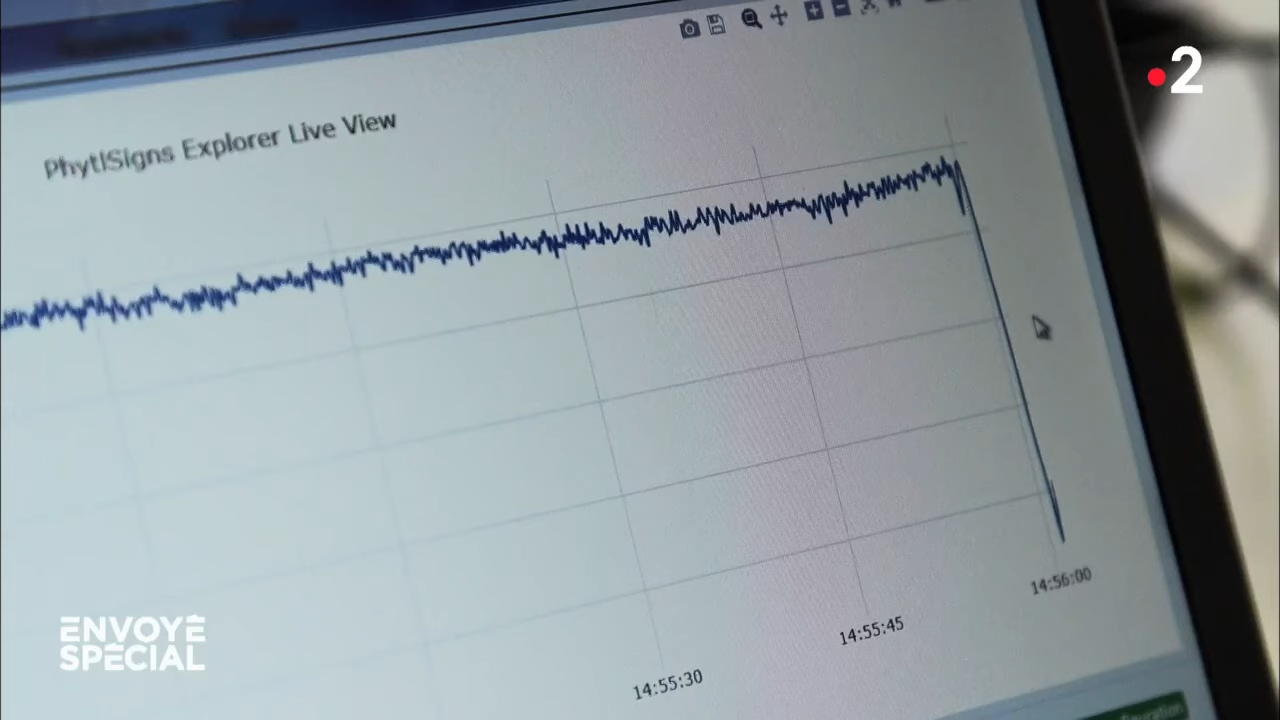 2
PhytlSigns Explorer Live View
14:56:00
14:55:45
14:55:30
ENVOYÉ
SPÉCIAL